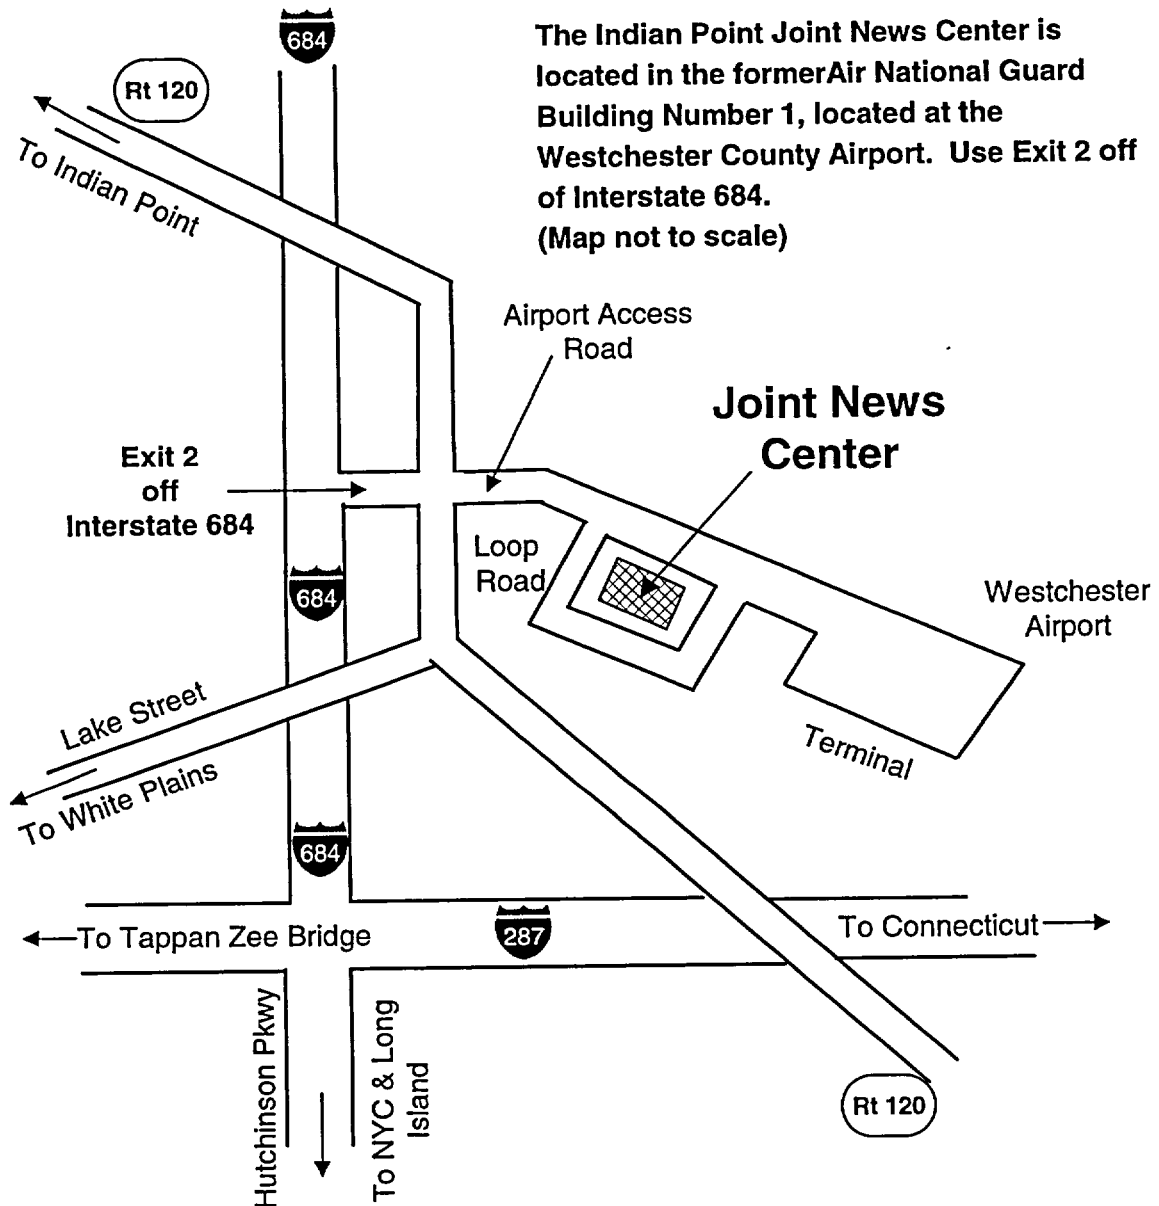 684
The Indian Point Joint News Center is
located in the formerAir National Guard
Building Number 1, located at the
Westchester County Airport.  Use Exit 2 off
of Interstate 684.
(Map not to scale)
Rt 120
To Indian Point
Airport Access
Road
Joint News
Center
Exit 2
off
Interstate 684
Loop
Road
684
Westchester
Airport
Lake Street
To White Plains
Terminal
684
To Tappan Zee Bridge
287
To Connecticut
Hutchinson Pkwy
To NYC & Long
Island
Rt 120